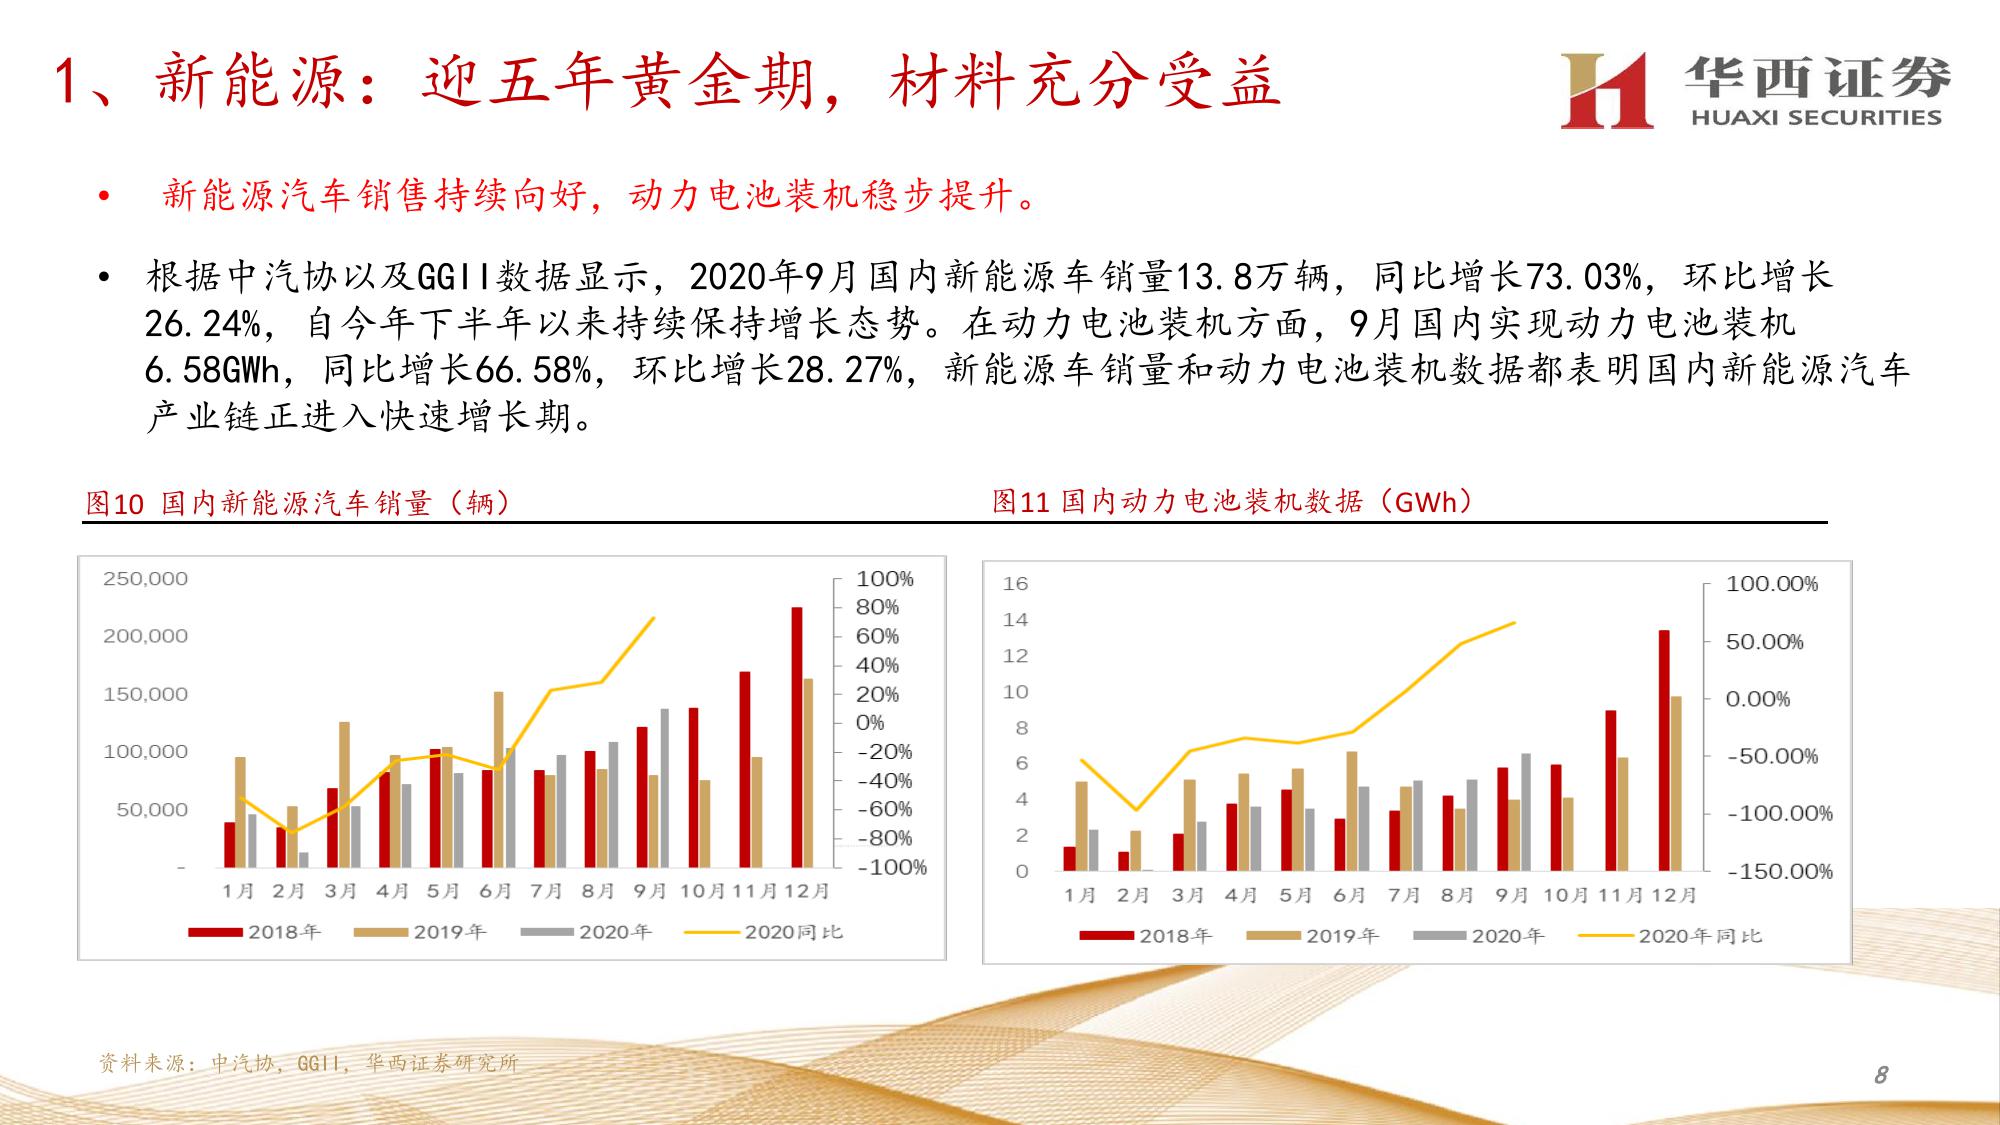 1、新能源：迎五年黄金期，材料充分受益
华西证券
HUAXI SECURITIES
• 新能源汽车销售持续向好，动力电池装机稳步提升。
• 根据中汽协以及GGII数据显示，2020年9月国内新能源车销量13.8万辆，同比增长73.03%，环比增长
26.24%，自今年下半年以来持续保持增长态势。在动力电池装机方面，9月国内实现动力电池装机
6.58GWh，同比增长66.58%，环比增长28.27%，新能源车销量和动力电池装机数据都表明国内新能源汽车
产业链正进入快速增长期。
图10 国内新能源汽车销量（辆）
250,000
200,000
150,000
100,000
50,000
-
100%
80%
60%
40%
20%
0%
-20%
-40%
-60%
-80%
-100%
1月 2月 3月 4月 5月 6月 7月 8月 9月 10月 11月 12月
2018年 2019年 2020年 2020同比
图11 国内动力电池装机数据（GWh）
16
14
12
10
8
6
4
2
0
100.00%
50.00%
0.00%
-50.00%
-100.00%
-150.00%
1月 2月 3月 4月 5月 6月 7月 8月 9月 10月 11月 12月
2018年 2019年 2020年 2020年同比
资料来源：中汽协，GGII，华西证券研究所
8